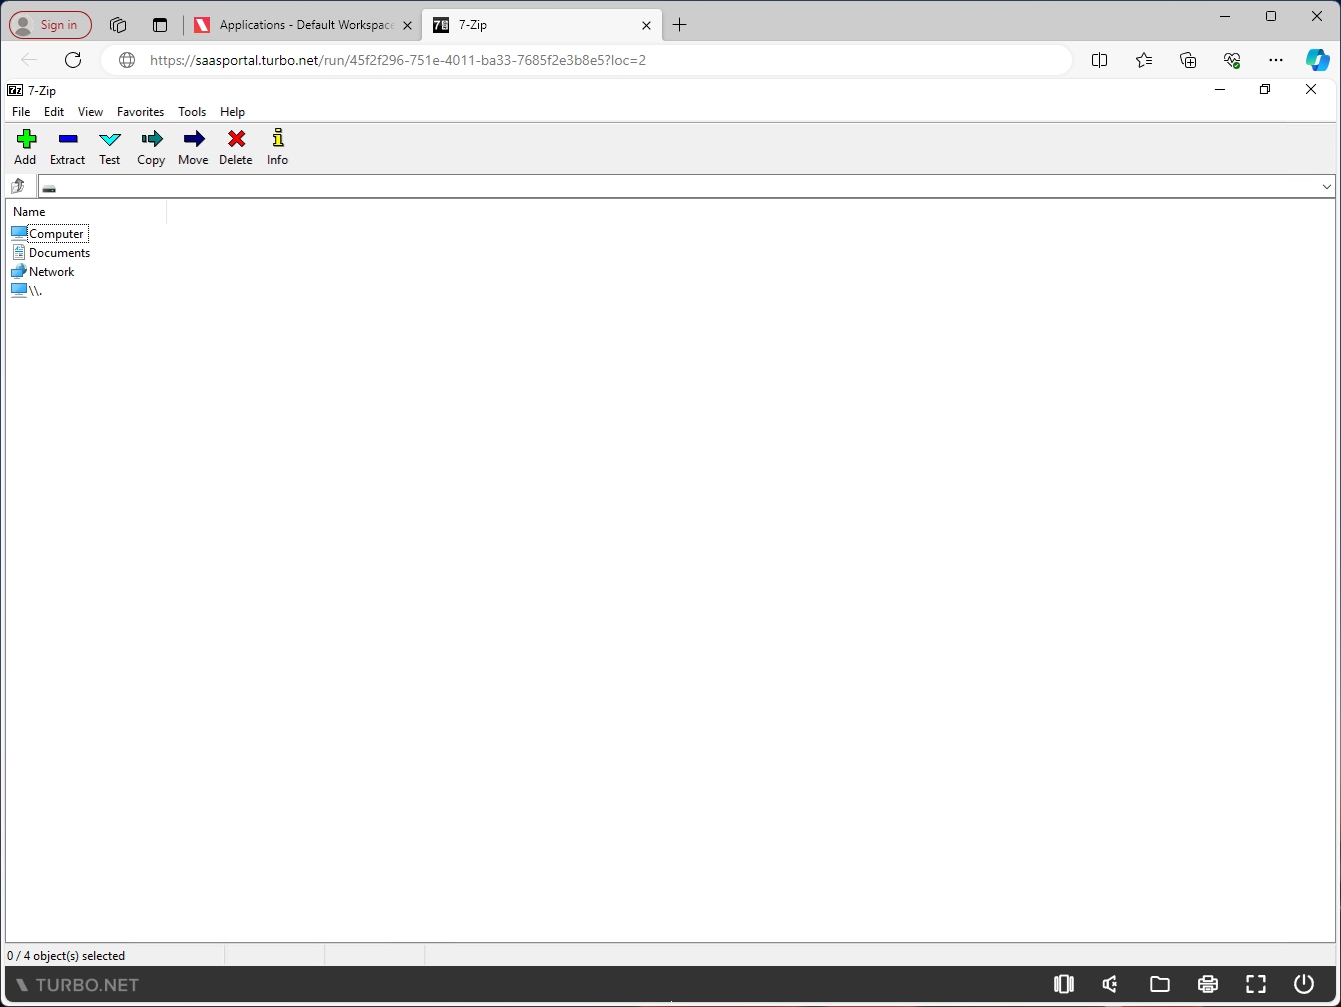 Sign in
Applications - Default Workspace
7-Zip
https://saasportal.turbo.net/run/45f2f296-751e-4011-ba33-7685f2e3b8e5?loc=2
7z 7-Zip
File Edit View Favorites Tools Help
Add Extract Test Copy Move Delete Info
Name
Computer
Documents
Network
\\.
0 / 4 object(s) selected
TURBO.NET